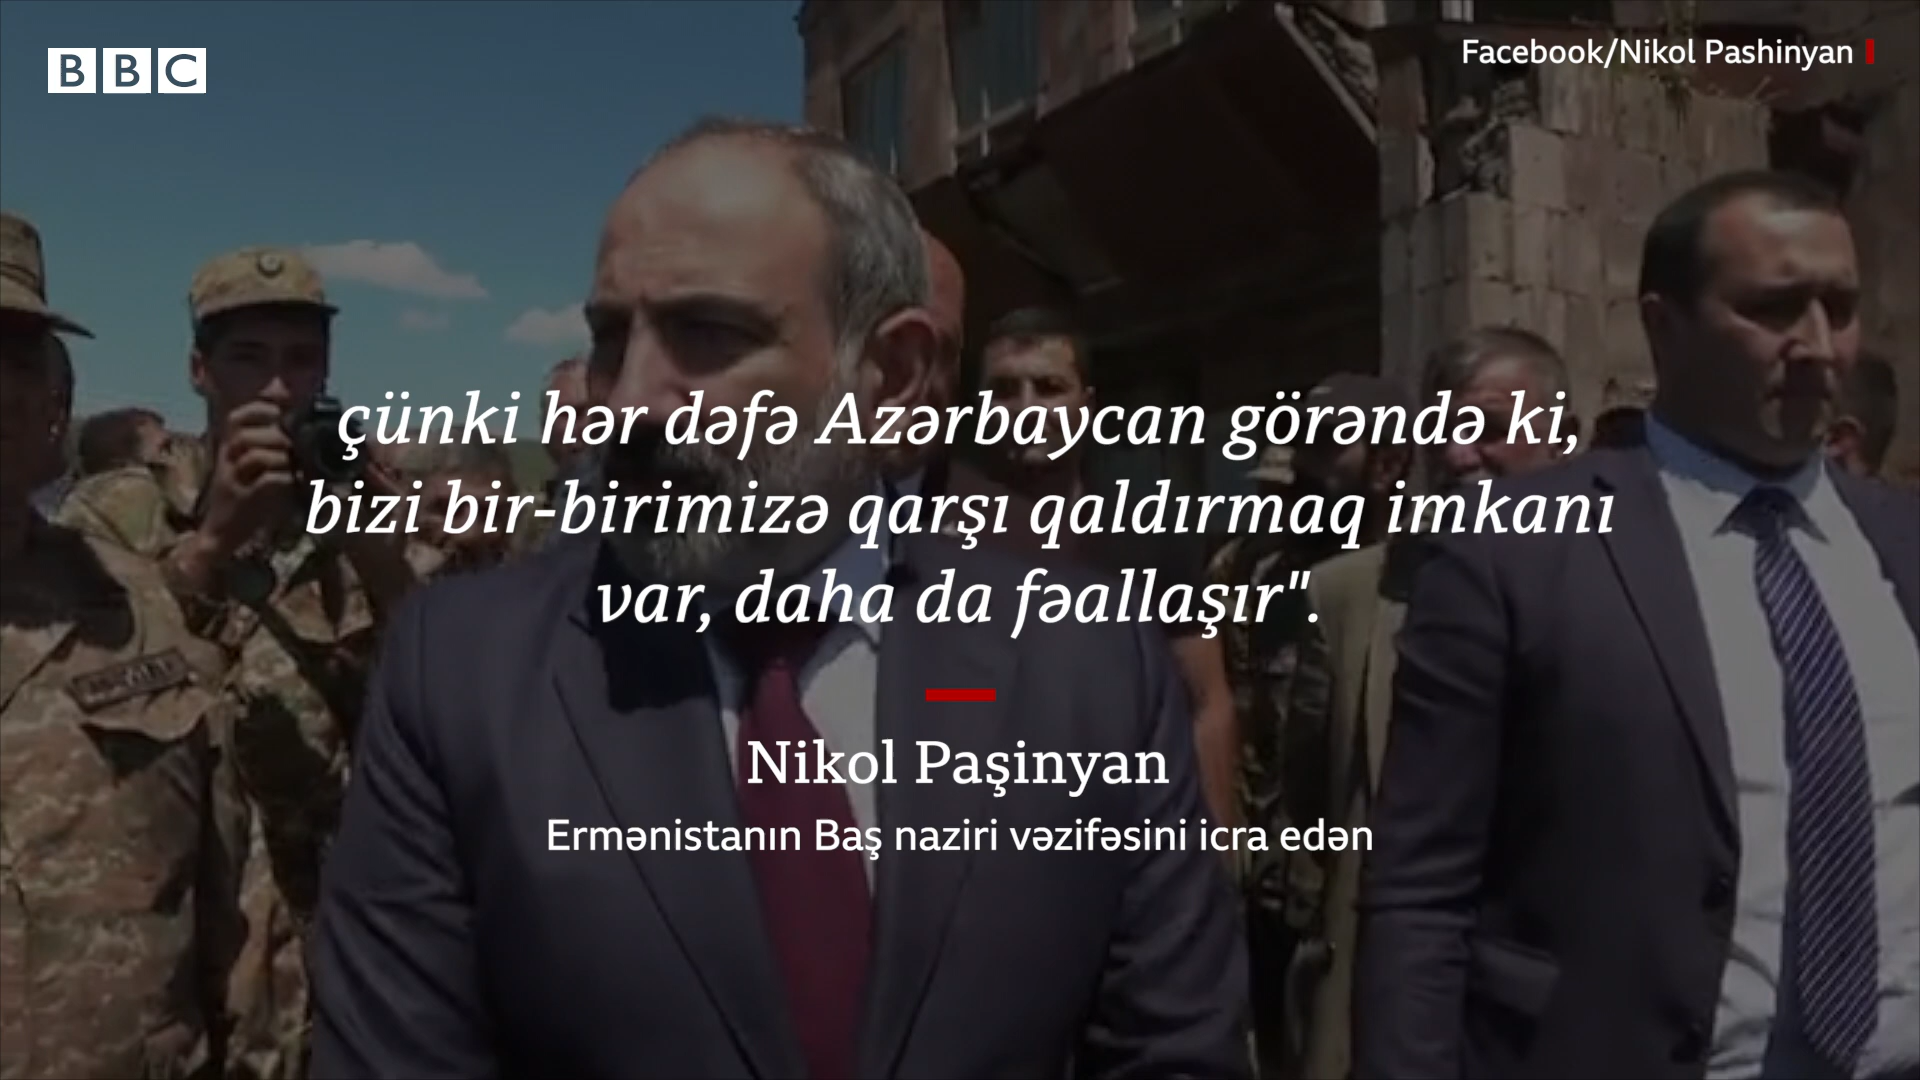 BBC
Facebook/Nikol Pashinyan
çünki hər dəfə Azərbaycan görəndə ki,
bizi bir-birimizə qarşı qaldırmaq imkanı
var, daha da fəallaşır".
Nikol Paşinyan
Ermənistanın Baş naziri vəzifəsini icra edən